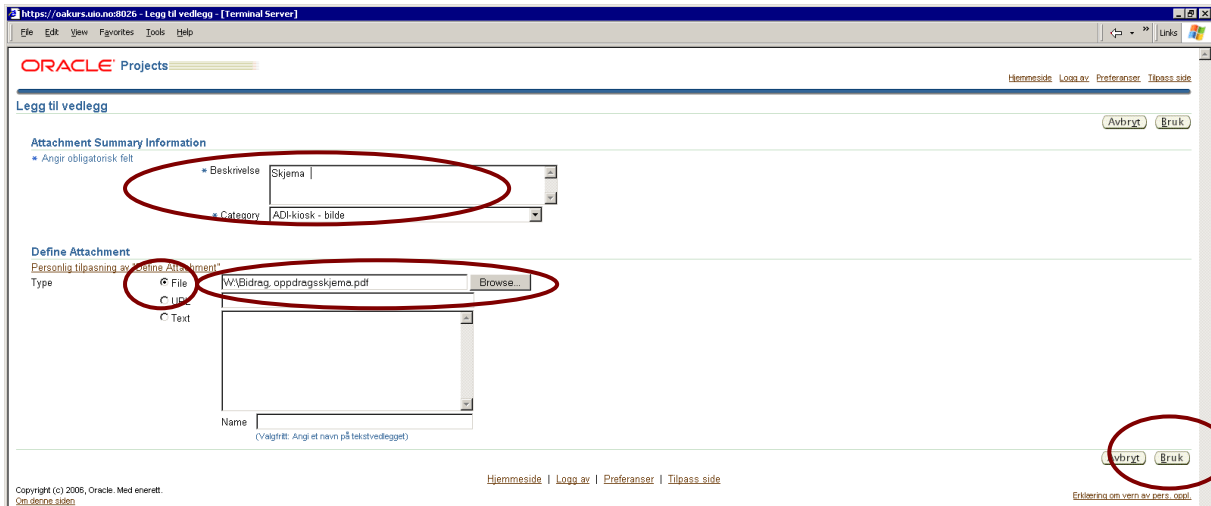 https://oakurs.uio.no:8026 - Legg til vedlegg - [Terminal Server]
File Edit View Favorites Tools Help
Links
ORACLE Projects
Hjemmeside Logg av Preferanser Tilpass side
Legg til vedlegg
Avbryt Bruk
Attachment Summary Information
* Angir obligatorisk felt
* Beskrivelse Skjema
* Category ADI-kiosk - bilde
Define Attachment
Personlig tilpasning av "Define Attachment"
Type File W:\Bidrag, oppdragsskjema.pdf Browse...
URL
Text
Name
(Valgfritt: Angi et navn på tekstvedlegget)
Avbryt Bruk
Hjemmeside | Logg av | Preferanser | Tilpass side
Copyright (c) 2006, Oracle. Med enerett.
Om denne siden
Erklæring om vern av pers. oppl.